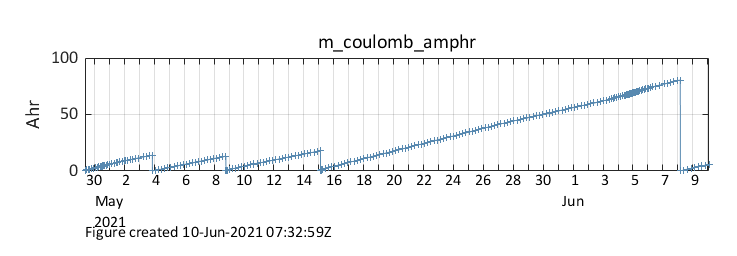 m_coulomb_amphr
100
50
0
Ahr
30 2 4 6 8 10 12 14 16 18 20 22 24 26 28 30 1 3 5 7 9
May Jun
2021
Figure created 10-Jun-2021 07:32:59Z